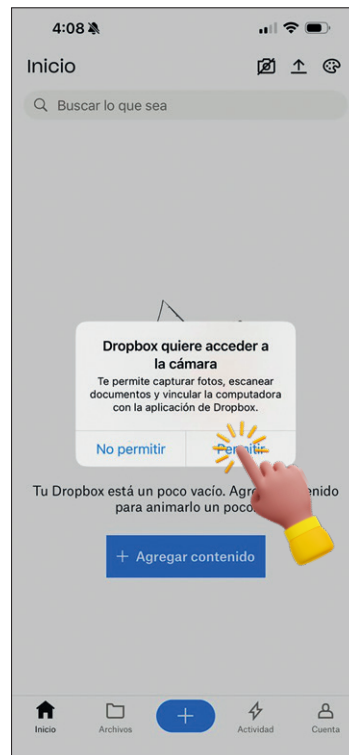 4:08
Inicio
Buscar lo que sea
Dropbox quiere acceder a
la cámara
Te permite capturar fotos, escanear
documentos y vincular la computadora
con la aplicación de Dropbox.
No permitir Permitir
Tu Dropbox está un poco vacío.
para animarlo un poco
+ Agregar contenido
Inicio Archivos + Actividad Cuenta